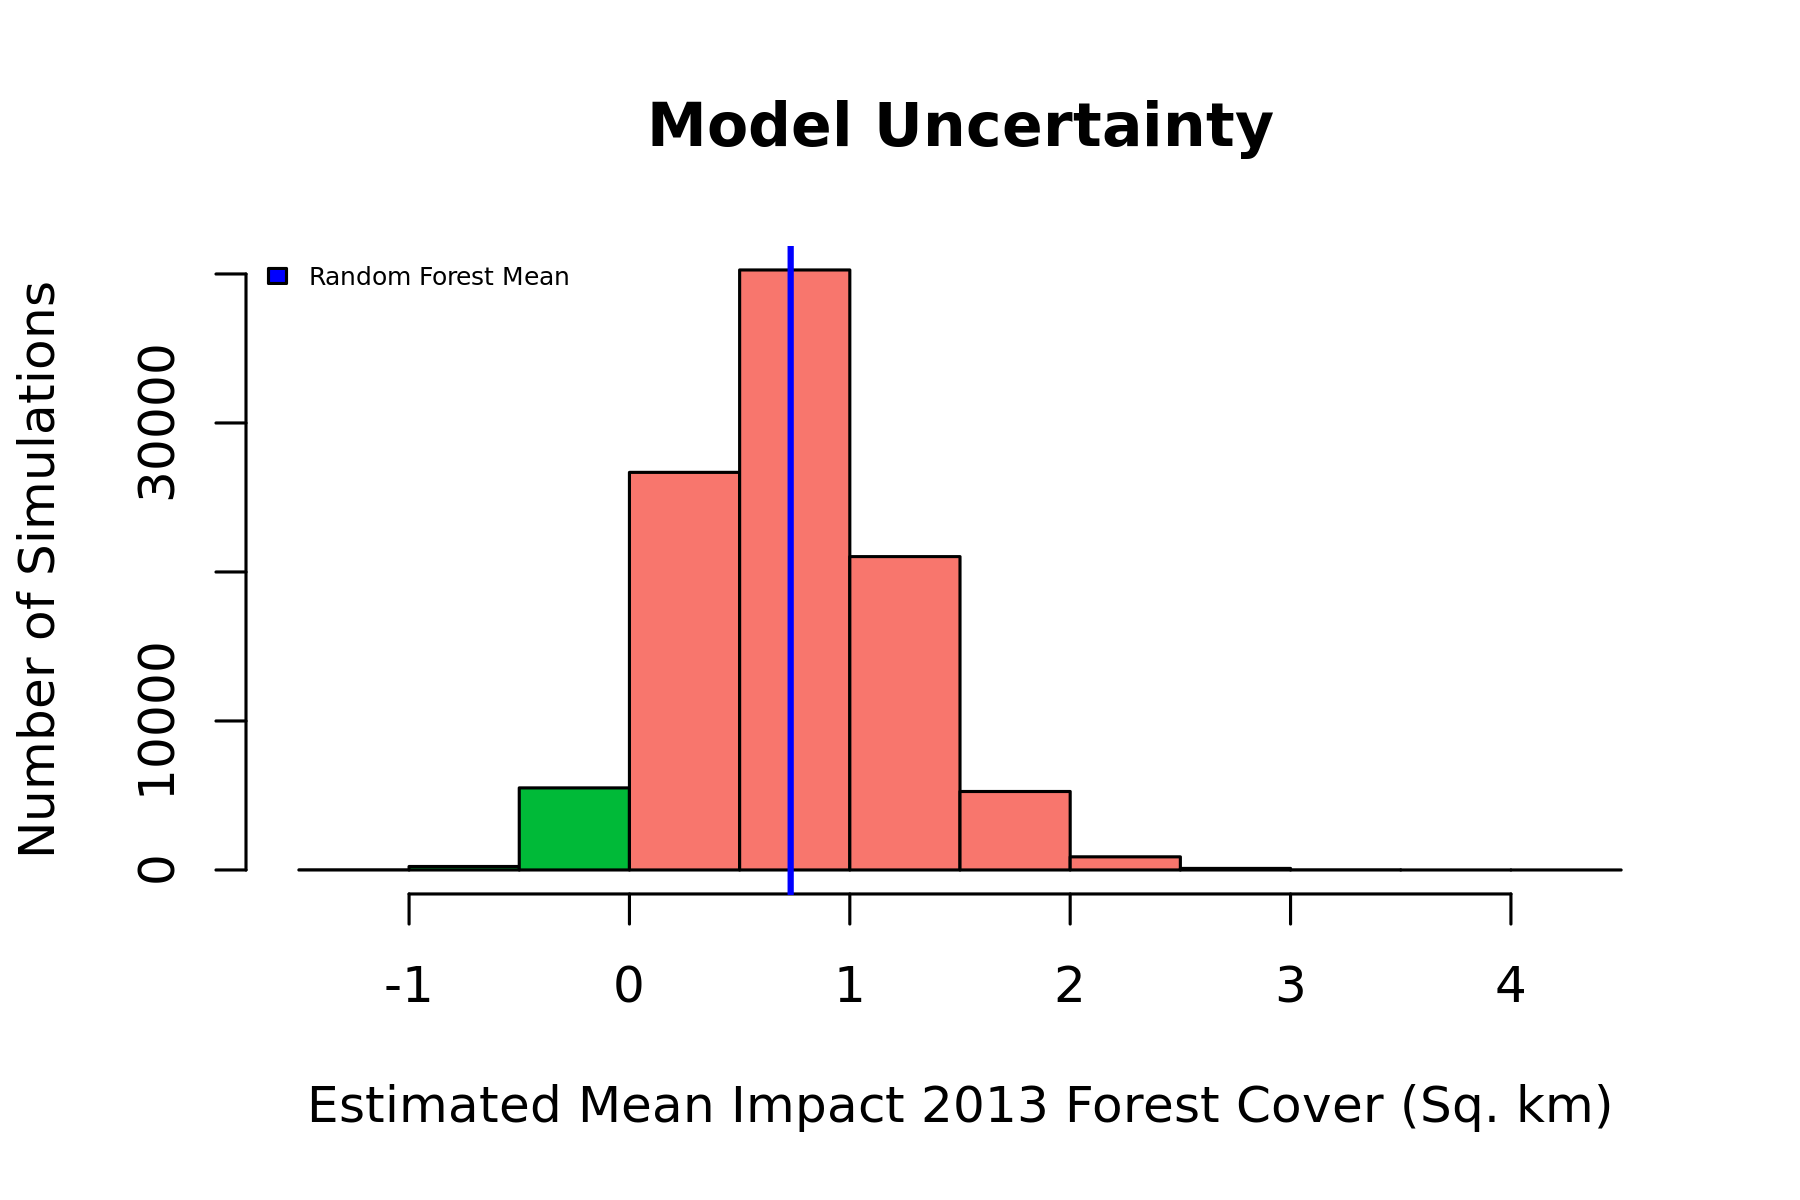 Model Uncertainty
Random Forest Mean
Number of Simulations
30000
10000
0
-1 0 1 2 3 4
Estimated Mean Impact 2013 Forest Cover (Sq. km)